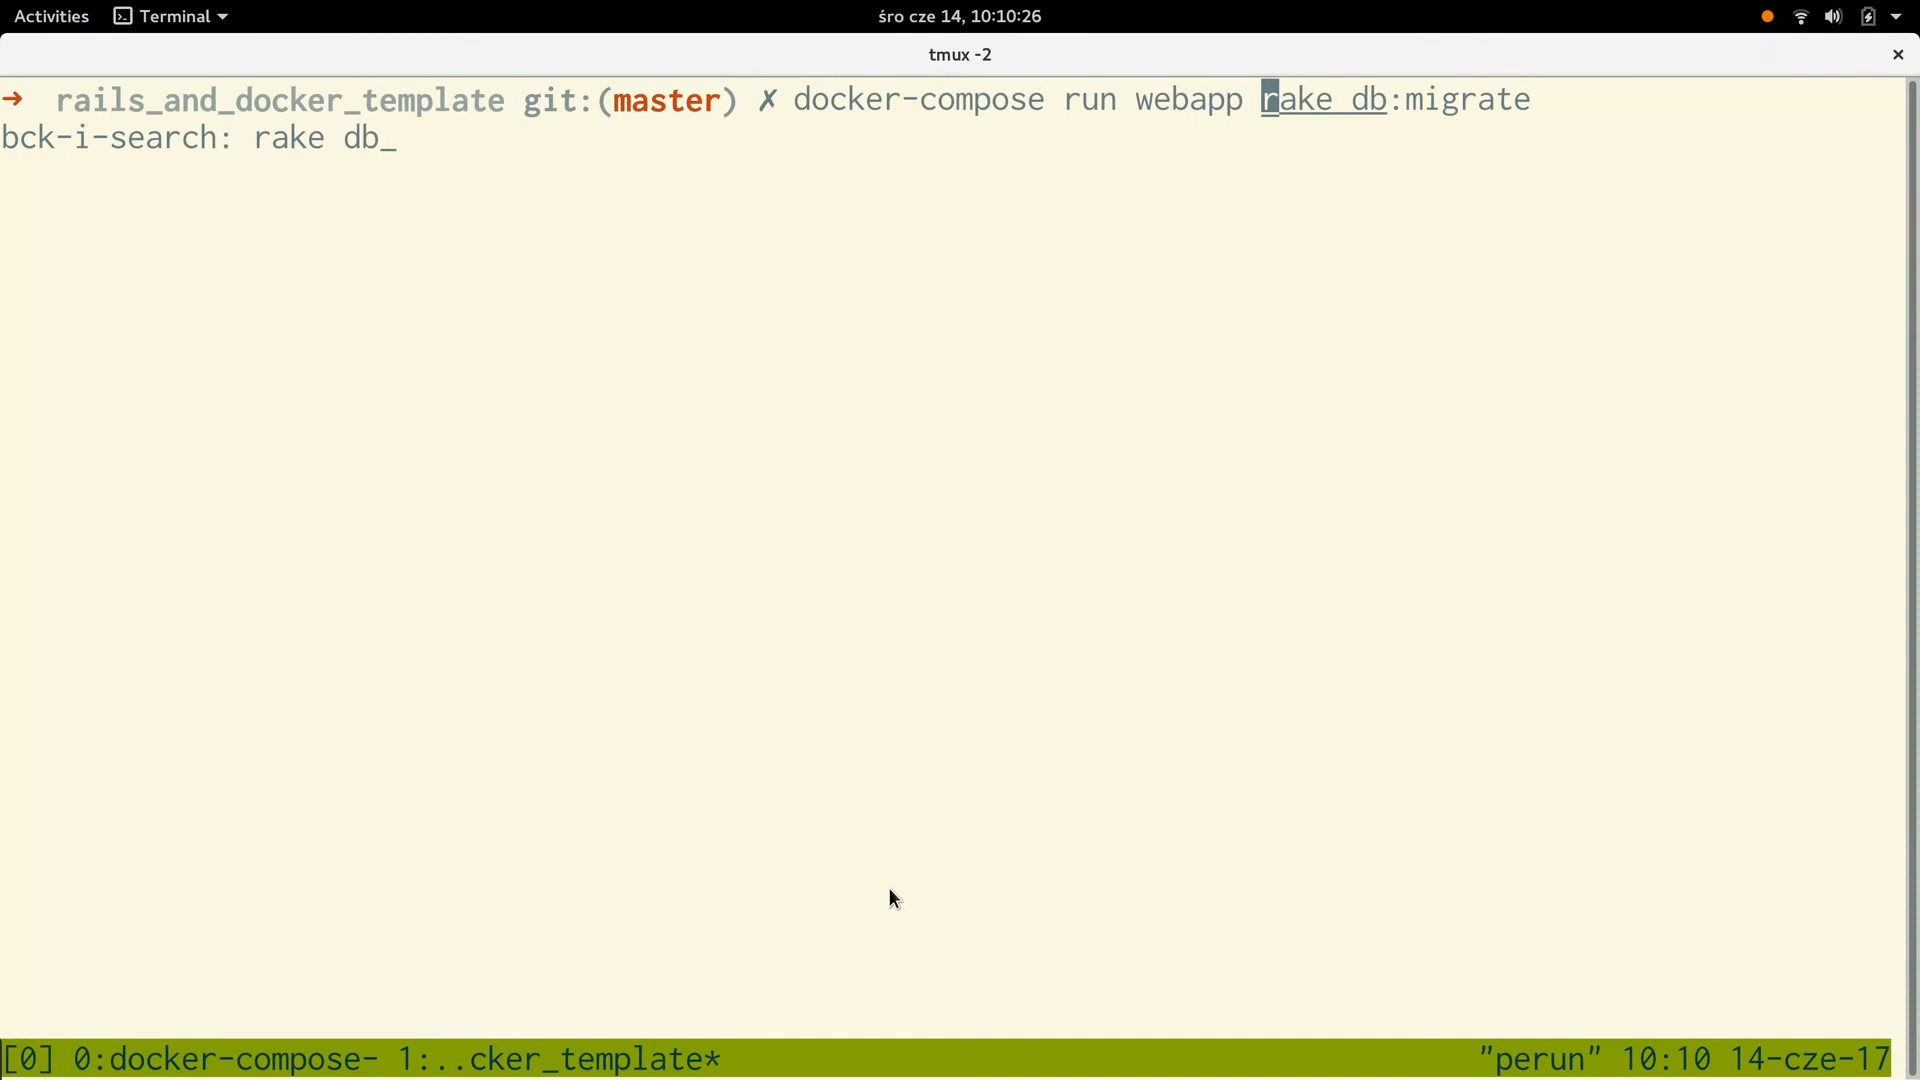 Activities Terminal śro cze 14, 10:10:26
tmux -2
→ rails_and_docker_template git:(master) ✗ docker-compose run webapp rake db:migrate
bck-i-search: rake db_
[0] 0:docker-compose- 1:..cker_template* "perun" 10:10 14-cze-17